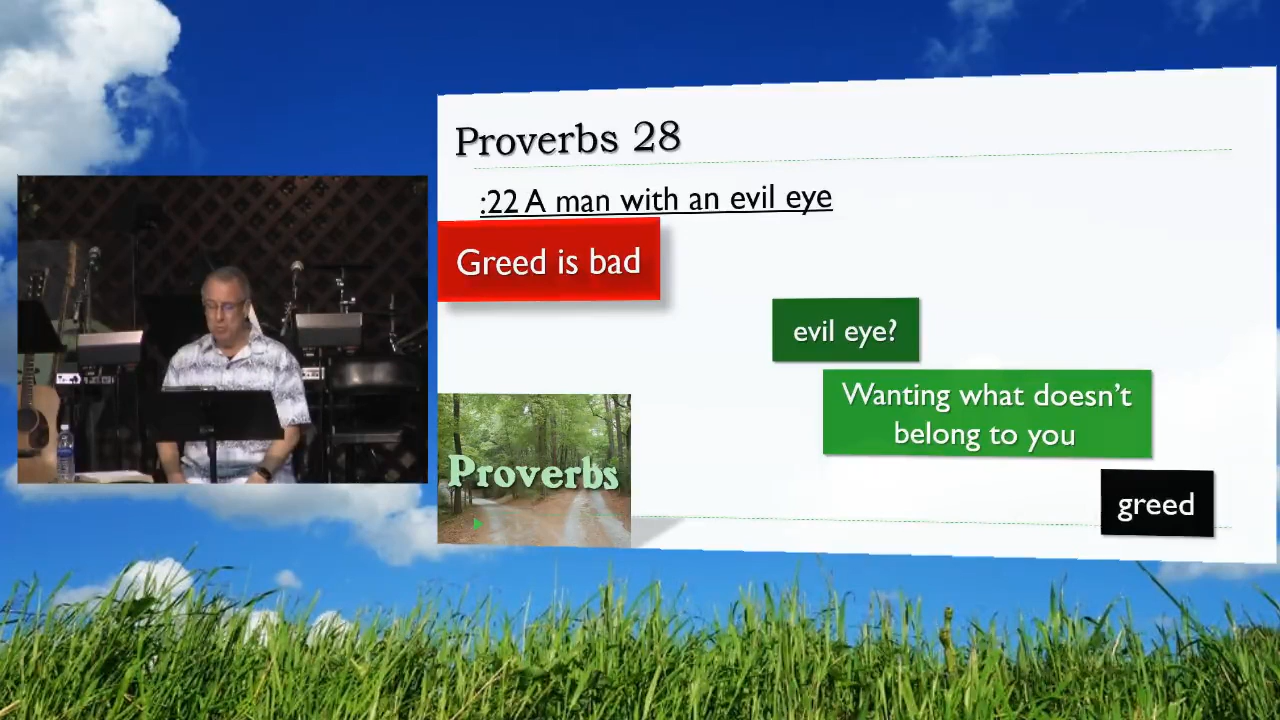 Proverbs 28
:22 A man with an evil eye
Greed is bad
evil eye?
Wanting what doesn't
belong to you
Proverbs
greed